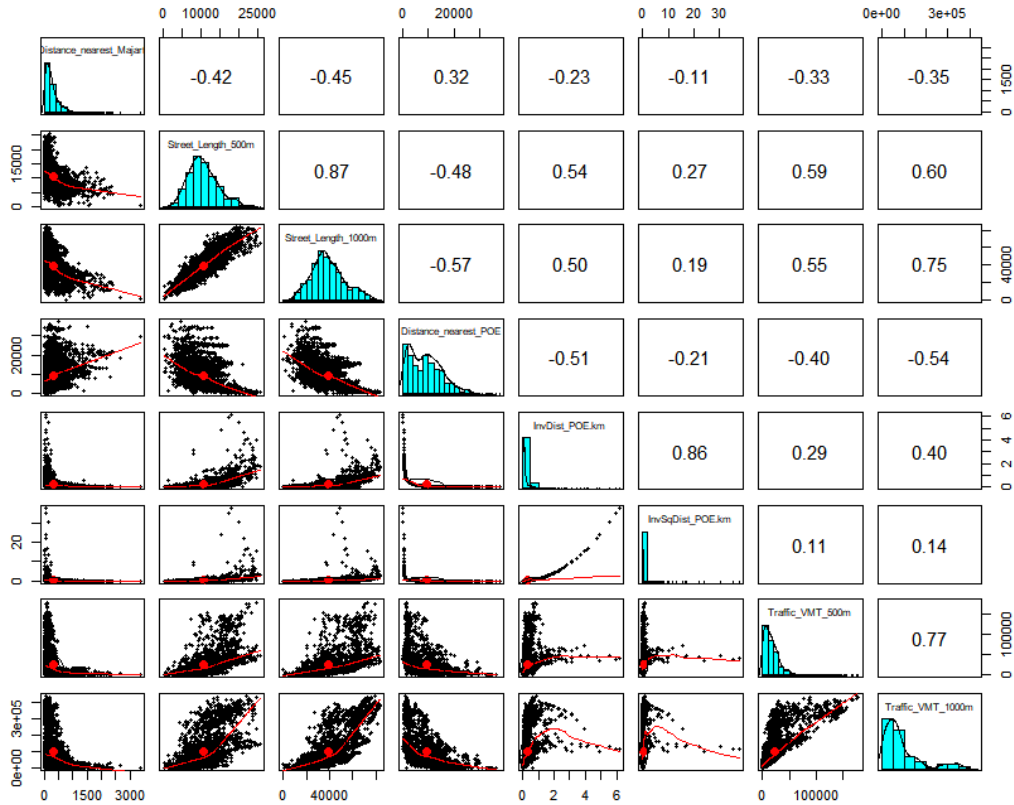 0 10000 25000
0 20000
0 10 20 30
0e+00 3e+05
Distance_nearest_Majar
-0.42
-0.45
0.32
-0.23
-0.11
-0.33
-0.35
0 1500
0 15000
Street_Length_500m
0.87
-0.48
0.54
0.27
0.59
0.60
Street_Length_1000m
-0.57
0.50
0.19
0.55
0.75
0 40000
0 20000
Distance_nearest_POE
-0.51
-0.21
-0.40
-0.54
InvDist_POE.km
0.86
0.29
0.40
0 2 4 6
0 20
InvSqDist_POE.km
0.11
0.14
Traffic_VMT_500m
0.77
0 100000
0e+00 3e+05
Traffic_VMT_1000m
0 1500 3000
0 40000
0 2 4 6
0 100000